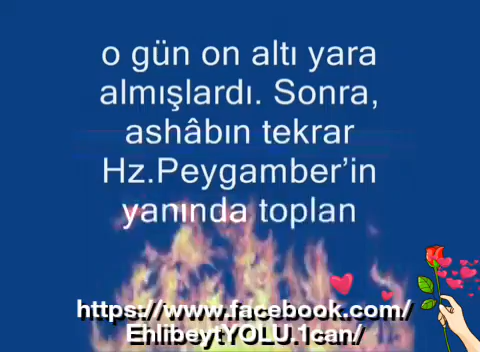 o gün on altı yara
almışlardı. Sonra,
ashâbın tekrar
Hz.Peygamber’in
yanında toplan
https://www.facebook.com/
EhlibeytYOLU.1can/